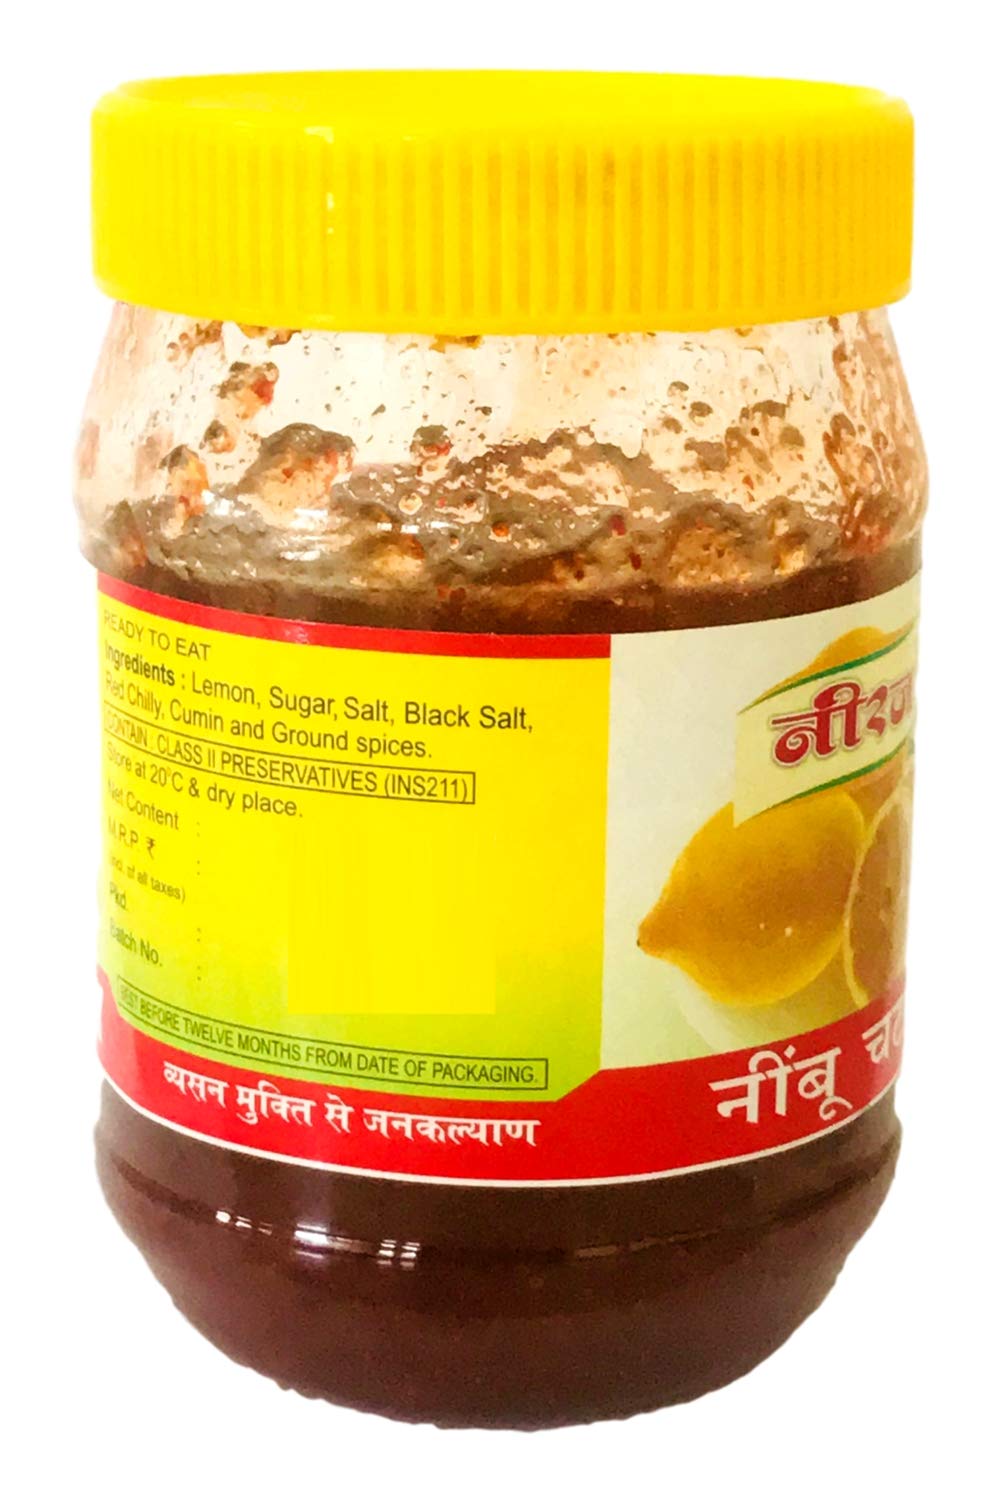 READY TO EAT
Ingredients : Lemon, Sugar, Salt, Black Salt,
Red Chilly, Cumin and Ground spices.
CONTAIN : CLASS II PRESERVATIVES (INS211)
Store at 20°C & dry place.
Net Content :
M.R.P. ₹ :
(incl. of all taxes)
Pkd. :
Batch No. :
BEST BEFORE TWELVE MONTHS FROM DATE OF PACKAGING.
व्यसन मुक्ति से जनकल्याण
नींबू